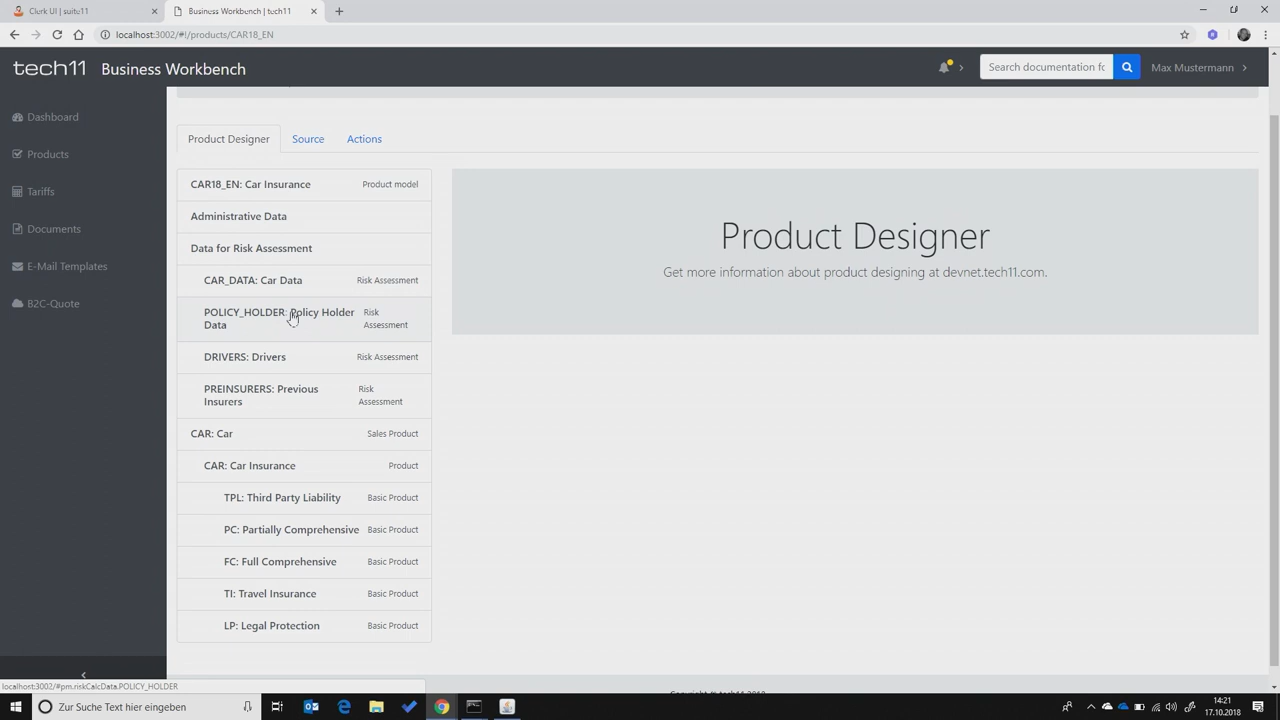 Clerk UI | suite11
Business Workbench | tech11
localhost:3002/#!/products/CAR18_EN
tech11 Business Workbench
Search documentation fo
Max Mustermann
Dashboard
Products
Tariffs
Documents
E-Mail Templates
B2C-Quote
Product Designer
Source
Actions
CAR18_EN: Car Insurance Product model
Administrative Data
Data for Risk Assessment
CAR_DATA: Car Data Risk Assessment
POLICY_HOLDER: Policy Holder Risk
Data Assessment
DRIVERS: Drivers Risk Assessment
PREINSURERS: Previous Risk
Insurers Assessment
CAR: Car Sales Product
CAR: Car Insurance Product
TPL: Third Party Liability Basic Product
PC: Partially Comprehensive Basic Product
FC: Full Comprehensive Basic Product
TI: Travel Insurance Basic Product
LP: Legal Protection Basic Product
Product Designer
Get more information about product designing at devnet.tech11.com.
localhost:3002/#pm.riskCalcData.POLICY_HOLDER
Copyright © tech11 2018
Zur Suche Text hier eingeben
14:21
17.10.2018